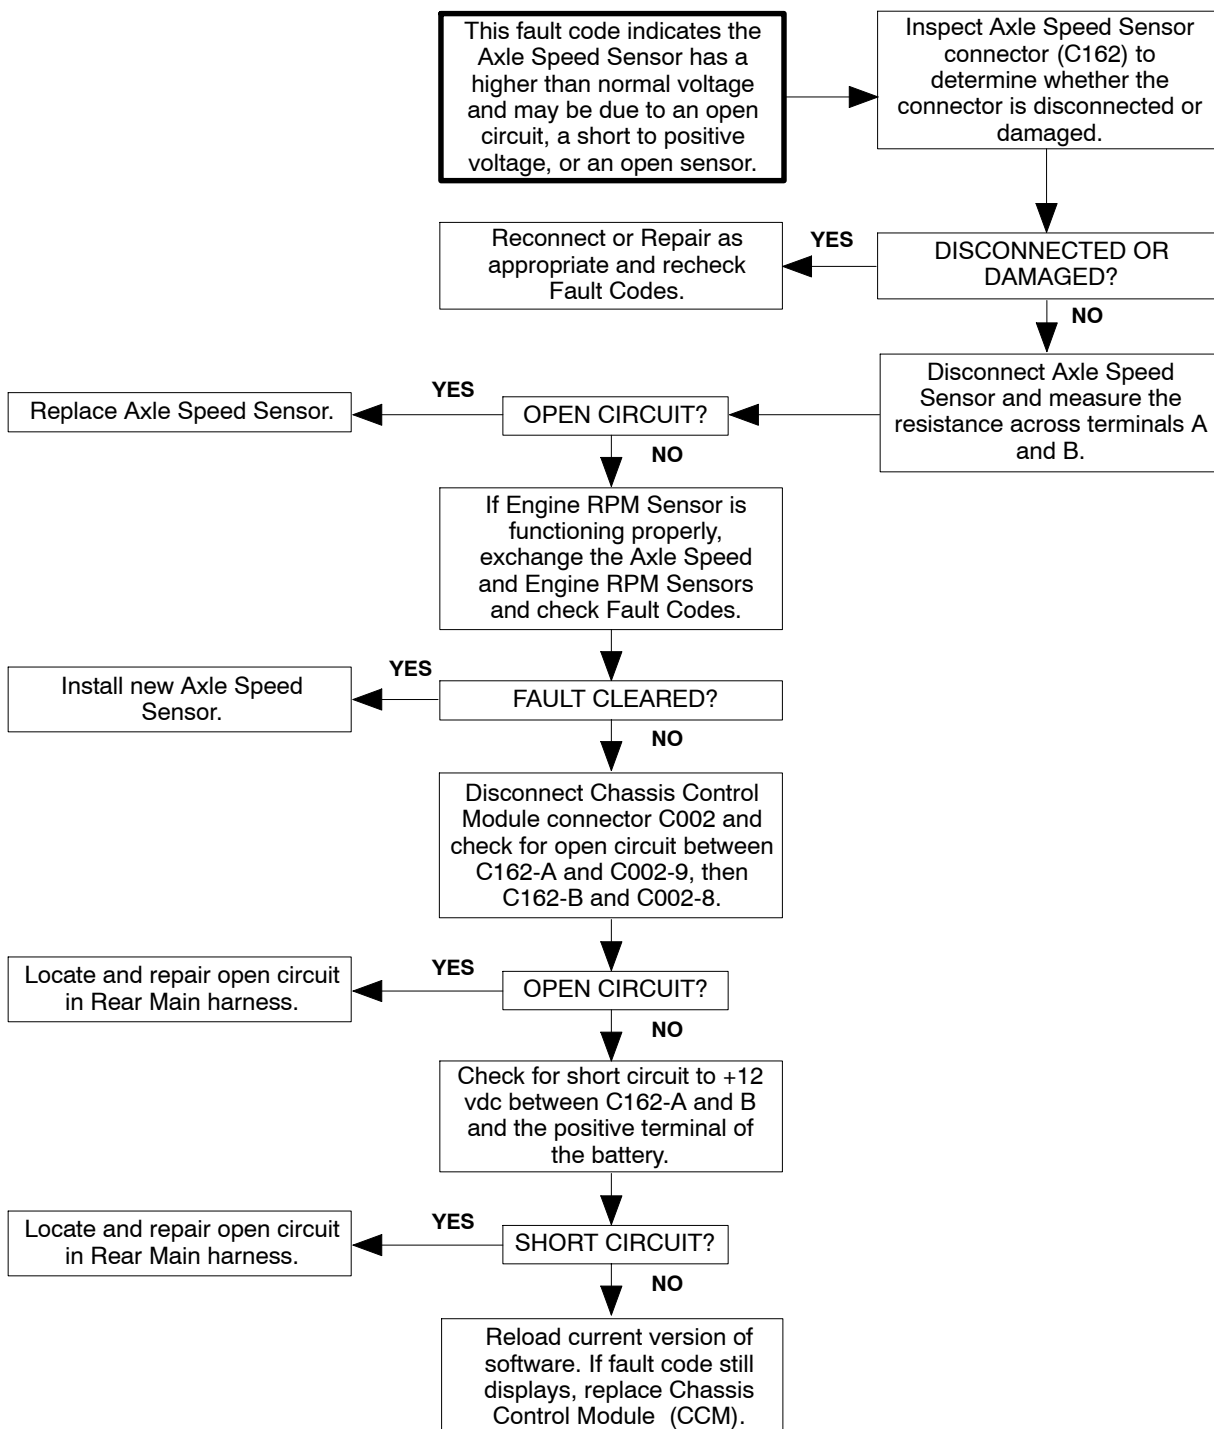 This fault code indicates the
Axle Speed Sensor has a
higher than normal voltage
and may be due to an open
circuit, a short to positive
voltage, or an open sensor.
Inspect Axle Speed Sensor
connector (C162) to
determine whether the
connector is disconnected or
damaged.
DISCONNECTED OR
DAMAGED?
YES
Reconnect or Repair as
appropriate and recheck
Fault Codes.
NO
Disconnect Axle Speed
Sensor and measure the
resistance across terminals A
and B.
OPEN CIRCUIT?
YES
Replace Axle Speed Sensor.
NO
If Engine RPM Sensor is
functioning properly,
exchange the Axle Speed
and Engine RPM Sensors
and check Fault Codes.
FAULT CLEARED?
YES
Install new Axle Speed
Sensor.
NO
Disconnect Chassis Control
Module connector C002 and
check for open circuit between
C162-A and C002-9, then
C162-B and C002-8.
OPEN CIRCUIT?
YES
Locate and repair open circuit
in Rear Main harness.
NO
Check for short circuit to +12
vdc between C162-A and B
and the positive terminal of
the battery.
SHORT CIRCUIT?
YES
Locate and repair open circuit
in Rear Main harness.
NO
Reload current version of
software. If fault code still
displays, replace Chassis
Control Module (CCM).